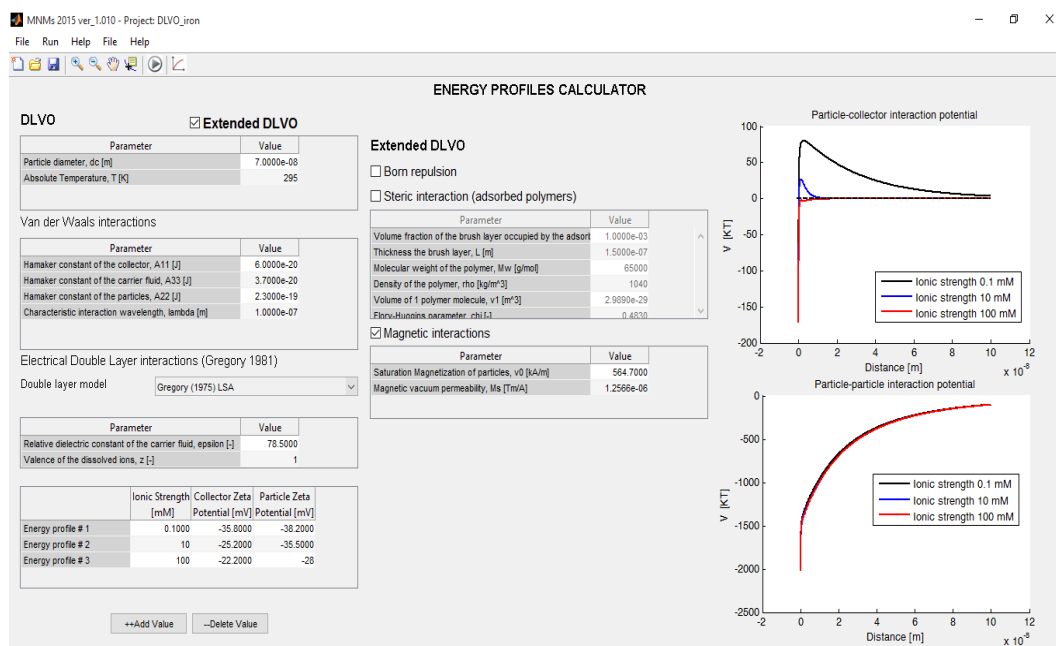 MNMs 2015 ver_1.010 - Project: DLVO_iron
File Run Help File Help
ENERGY PROFILES CALCULATOR
DLVO
Extended DLVO
Parameter Value
Particle diameter, dc [m] 7.0000e-08
Absolute Temperature, T [K] 295
Van der Waals interactions
Parameter Value
Hamaker constant of the collector, A11 [J] 6.0000e-20
Hamaker constant of the carrier fluid, A33 [J] 3.7000e-20
Hamaker constant of the particles, A22 [J] 2.3000e-19
Characteristic interaction wavelength, lambda [m] 1.0000e-07
Electrical Double Layer interactions (Gregory 1981)
Double layer model Gregory (1975) LSA
Parameter Value
Relative dielectric constant of the carrier fluid, epsilon [-] 78.5000
Valence of the dissolved ions, z [-] 1
Ionic Strength Collector Zeta Particle Zeta
[mM] Potential [mV] Potential [mV]
Energy profile # 1 0.1000 -35.8000 -38.2000
Energy profile # 2 10 -25.2000 -35.5000
Energy profile # 3 100 -22.2000 -28
++Add Value --Delete Value
Extended DLVO
Born repulsion
Steric interaction (adsorbed polymers)
Parameter Value
Volume fraction of the brush layer occupied by the adsort 1.0000e-03
Thickness the brush layer, L [m] 1.5000e-07
Molecular weight of the polymer, Mw [g/mol] 65000
Density of the polymer, rho [kg/m^3] 1040
Volume of 1 polymer molecule, v1 [m^3] 2.9890e-29
Flory-Huggins parameter, chi [-] 0.4830
Magnetic interactions
Parameter Value
Saturation Magnetization of particles, v0 [kA/m] 564.7000
Magnetic vacuum permeability, Ms [Tm/A] 1.2566e-06
Particle-collector interaction potential
100
50
0
-50
-100
-150
-200
V [KT]
Ionic strength 0.1 mM
Ionic strength 10 mM
Ionic strength 100 mM
-2 0 2 4 6 8 10 12
Distance [m]
x 10^-8
Particle-particle interaction potential
0
-500
-1000
-1500
-2000
-2500
V [KT]
Ionic strength 0.1 mM
Ionic strength 10 mM
Ionic strength 100 mM
-2 0 2 4 6 8 10 12
Distance [m]
x 10^-8